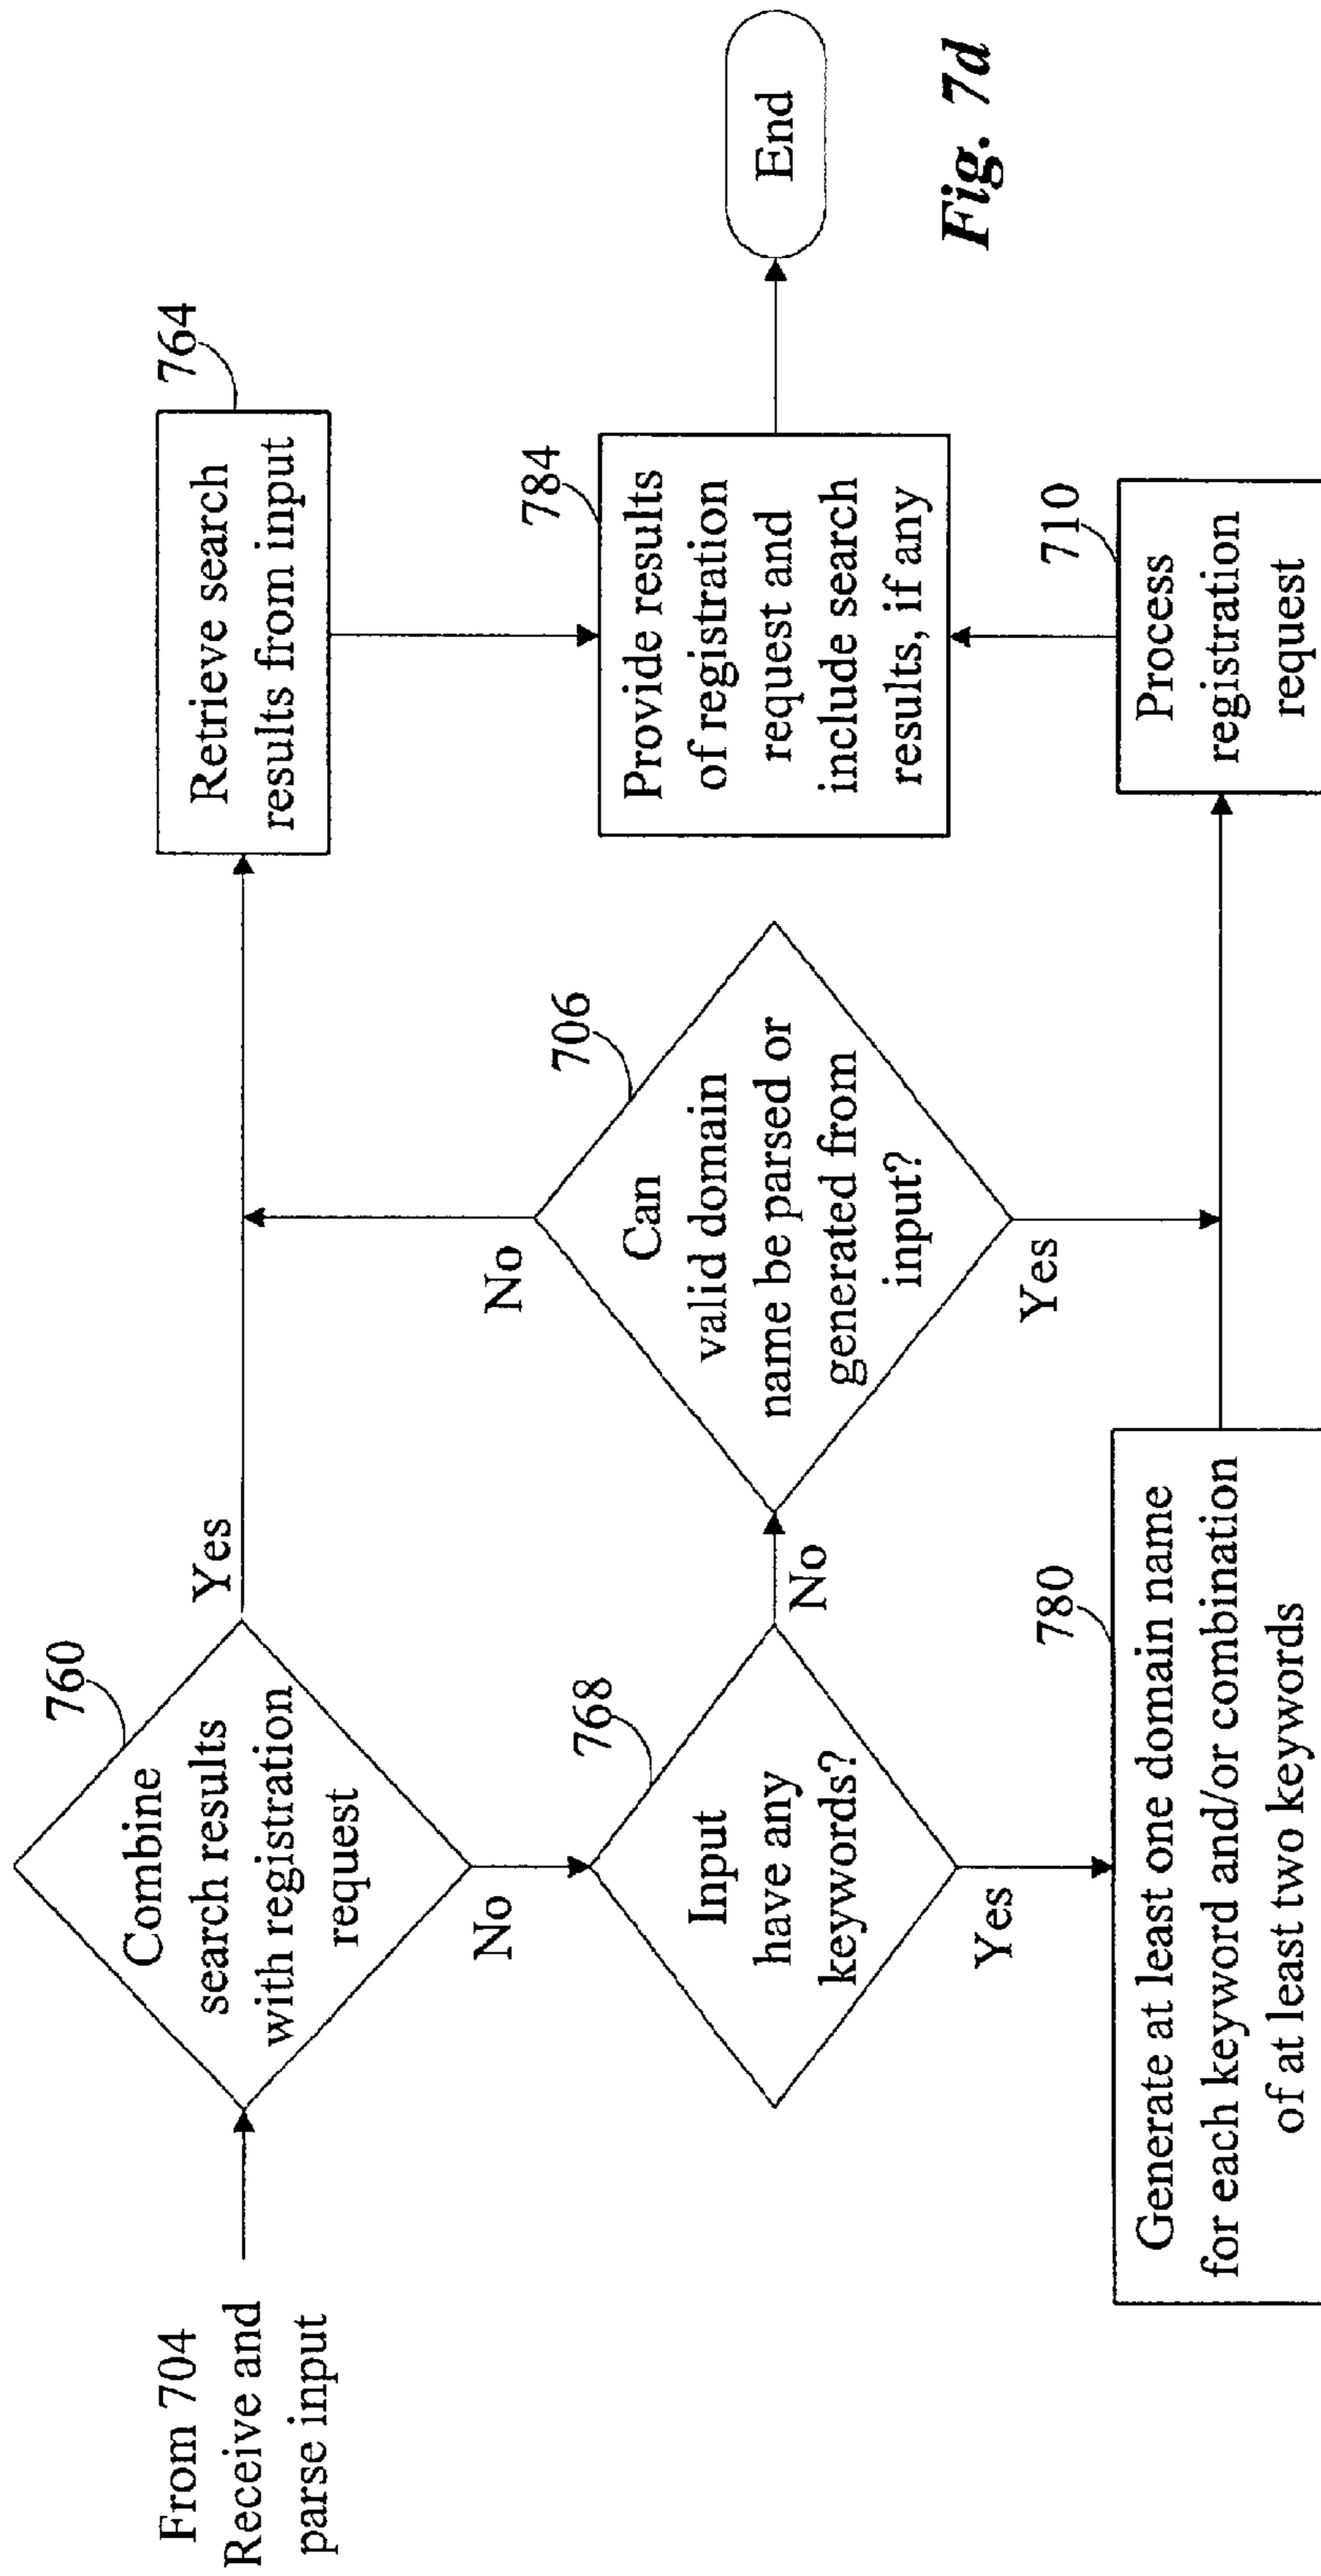 From 704
Receive and
parse input
760
Combine
search results
with registration
request
Yes
No
764
Retrieve search
results from input
768
Input
have any
keywords?
No
Yes
706
Can
valid domain
name be parsed or
generated from
input?
No
Yes
784
Provide results
of registration
request and
include search
results, if any
End
780
Generate at least one domain name
for each keyword and/or combination
of at least two keywords
710
Process
registration
request
Fig. 7d